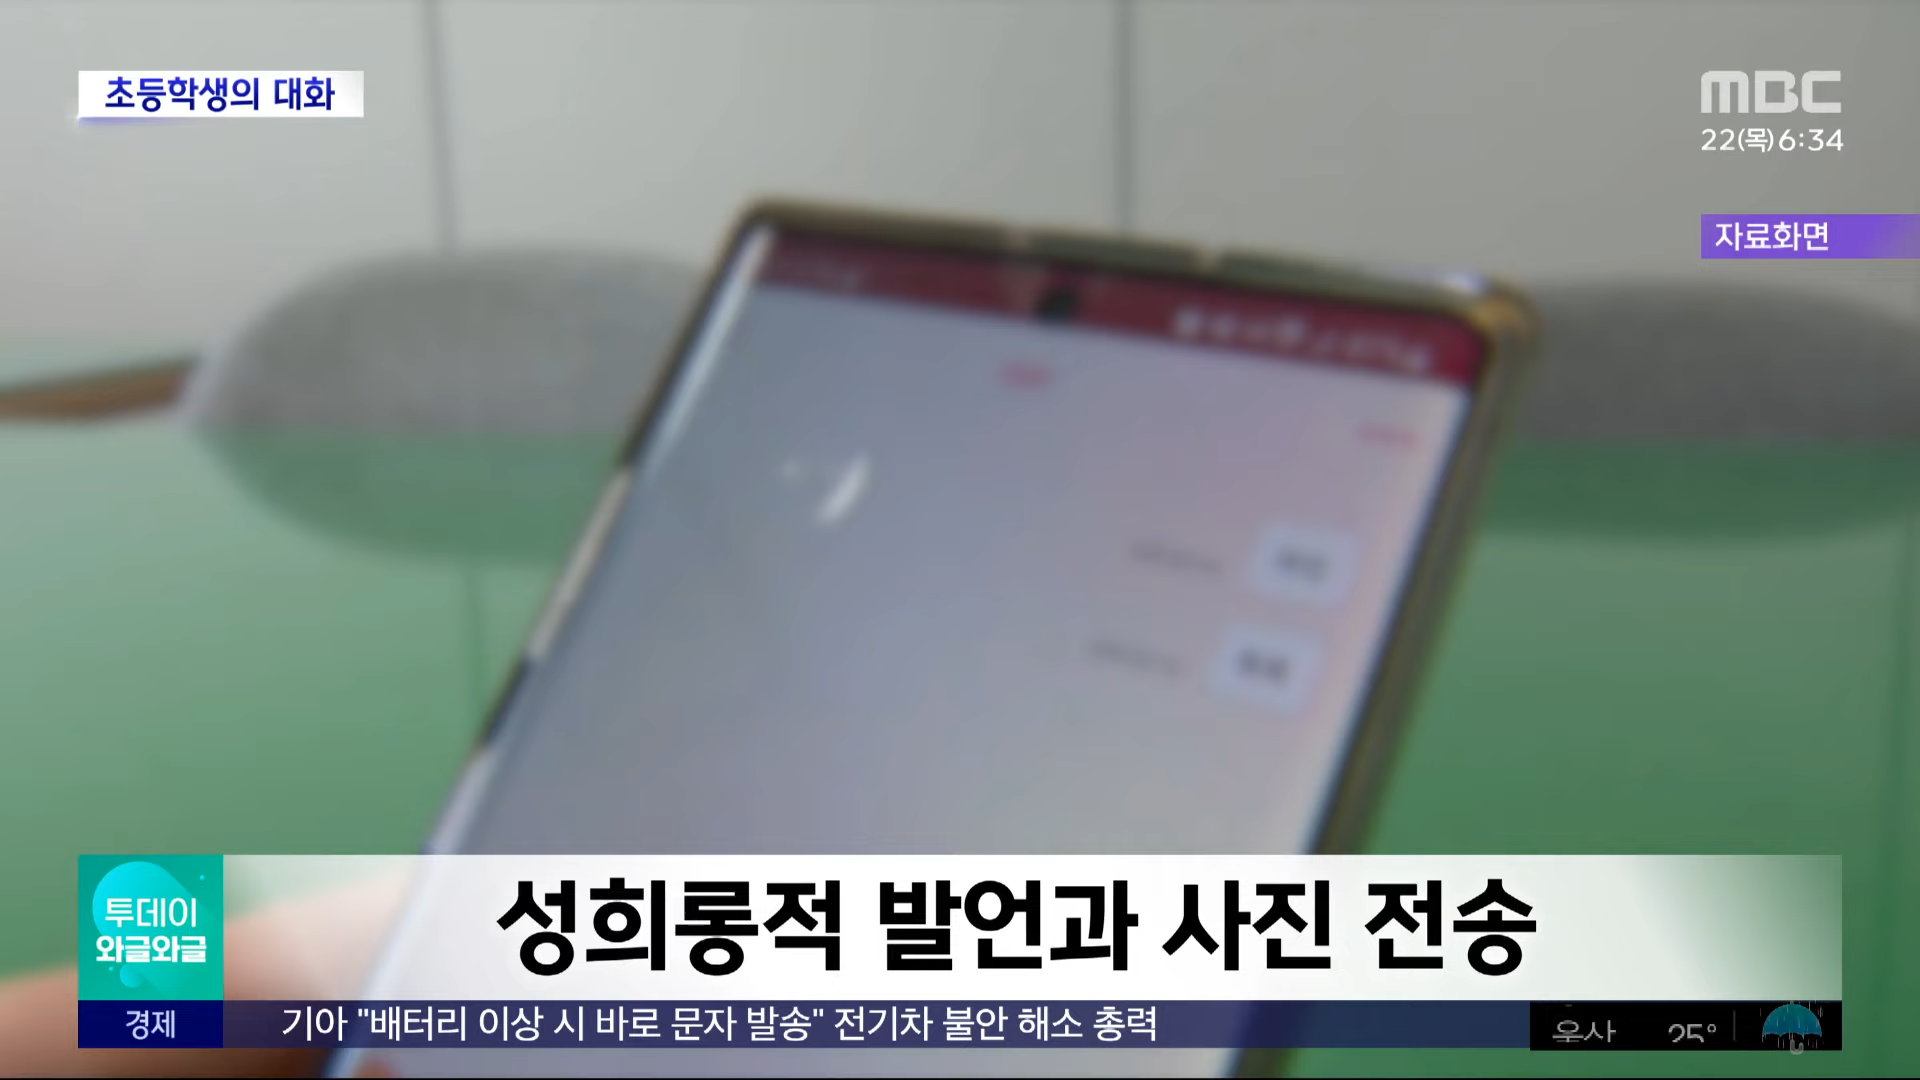 초등학생의 대화
MBC
22(목) 6:34
자료화면
투데이
와글와글
성희롱적 발언과 사진 전송
경제
기아 "배터리 이상 시 바로 문자 발송" 전기차 불안 해소 총력
25°